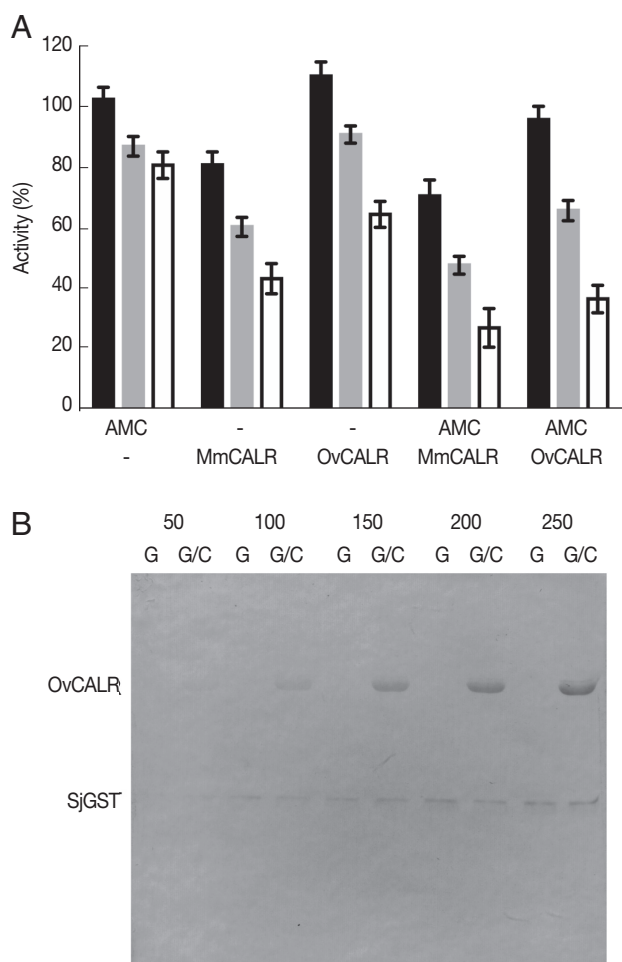 A
120
100
80
60
40
20
0
Activity (%)
AMC - - AMC AMC
- MmCALR OvCALR MmCALR OvCALR
B
50 100 150 200 250
G G/C G G/C G G/C G G/C G G/C
OvCALR
SjGST